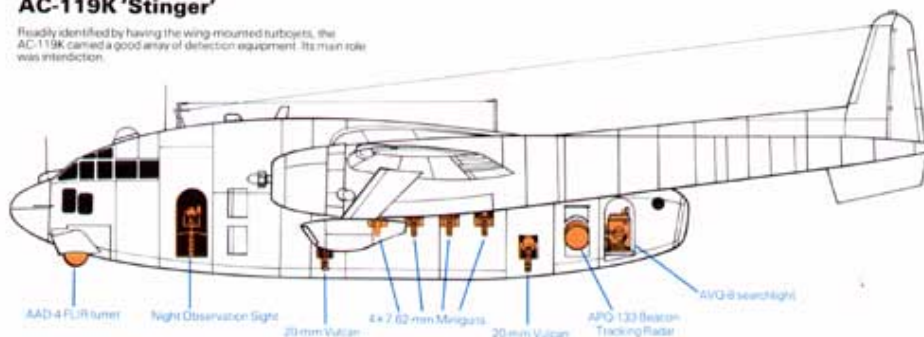 AC-119K 'Stinger'
Readily identified by having the wing-mounted turbojets, the
AC-119K carried a good array of detection equipment. Its main role
was interdiction.
AAD-4 FLIR turret
Night Observation Sight
20-mm Vulcan
4×7.62-mm Miniguns
20-mm Vulcan
APQ-133 Beacon
Tracking Radar
AVQ-8 searchlight